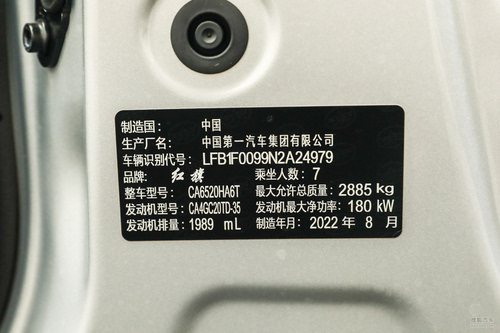 制造国：中国
生产厂名：中国第一汽车集团有限公司
车辆识别代号：LFB1F0099N2A24979
品牌：红旗 乘坐人数：7
整车型号：CA6520HA6T 最大允许总质量：2885 kg
发动机型号：CA4GC20TD-35 发动机最大净功率：180 kW
发动机排量：1989 mL 制造年月：2022 年 8 月